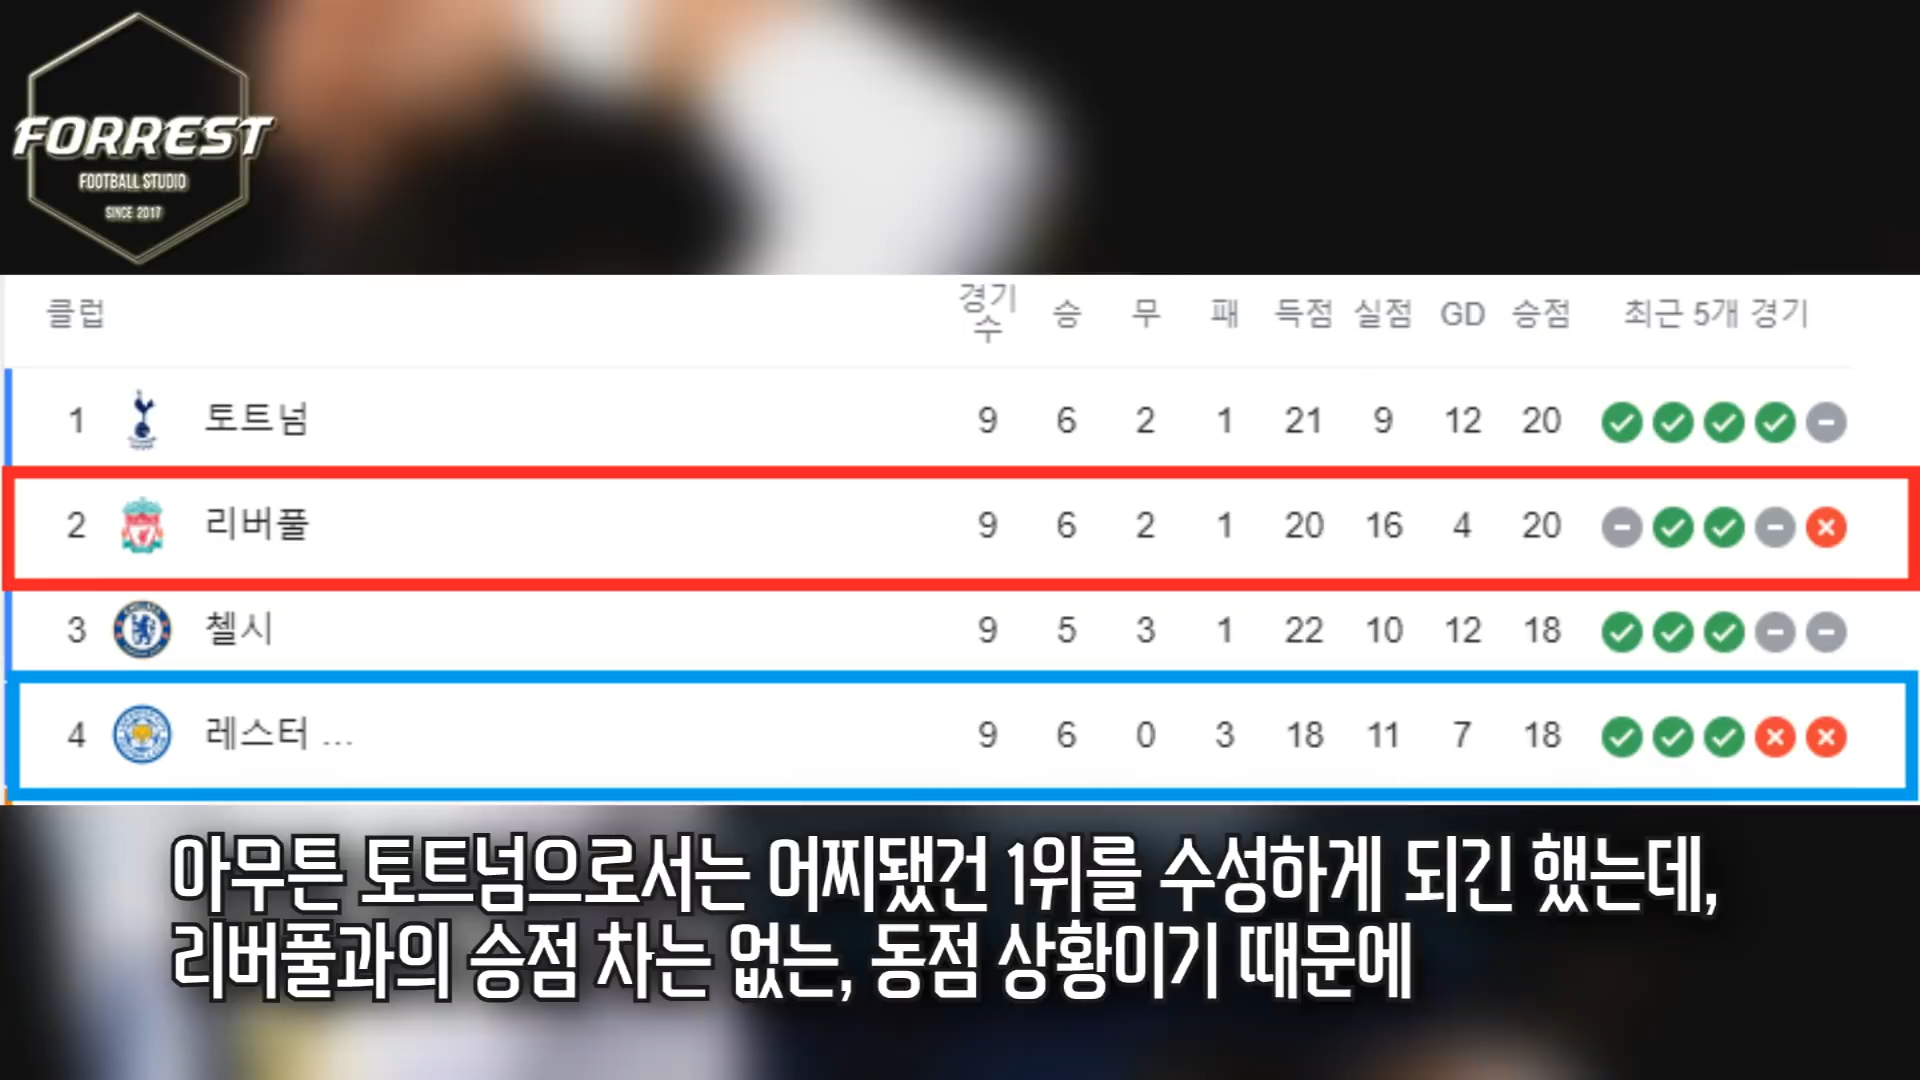 FORREST
FOOTBALL STUDIO
SINCE 2017
클럽 경기수 승 무 패 득점 실점 GD 승점 최근 5개 경기
1 토트넘 9 6 2 1 21 9 12 20
2 리버풀 9 6 2 1 20 16 4 20
3 첼시 9 5 3 1 22 10 12 18
4 레스터 ... 9 6 0 3 18 11 7 18
아무튼 토트넘으로서는 어찌됐건 1위를 수성하게 되긴 했는데,
리버풀과의 승점 차는 없는, 동점 상황이기 때문에